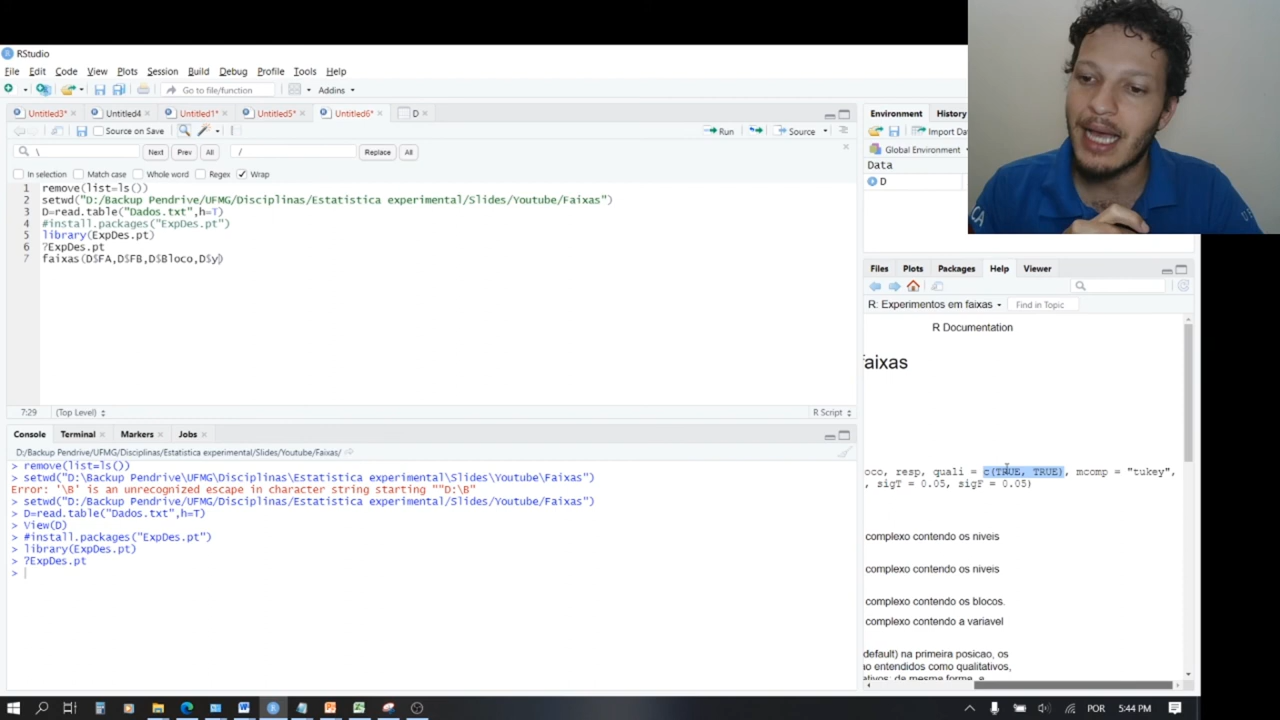 RStudio
File Edit Code View Plots Session Build Debug Profile Tools Help
Go to file/function Addins
Untitled3* Untitled4 Untitled1* Untitled5* Untitled6* D
Source on Save Run Source
\ Next Prev All / Replace All
In selection Match case Whole word Regex Wrap
1 remove(list=ls())
2 setwd("D:/Backup Pendrive/UFMG/Disciplinas/Estatistica experimental/Slides/Youtube/Faixas")
3 D=read.table("Dados.txt",h=T)
4 #install.packages("ExpDes.pt")
5 library(ExpDes.pt)
6 ?ExpDes.pt
7 faixas(D$FA,D$FB,D$Bloco,D$y)
7:29 (Top Level) R Script
Console Terminal Markers Jobs
D:/Backup Pendrive/UFMG/Disciplinas/Estatistica experimental/Slides/Youtube/Faixas/
> remove(list=ls())
> setwd("D:\Backup Pendrive\UFMG\Disciplinas\Estatistica experimental\Slides\Youtube\Faixas")
Error: '\B' is an unrecognized escape in character string starting ""D:\B"
> setwd("D:/Backup Pendrive/UFMG/Disciplinas/Estatistica experimental/Slides/Youtube/Faixas")
> D=read.table("Dados.txt",h=T)
> View(D)
> #install.packages("ExpDes.pt")
> library(ExpDes.pt)
> ?ExpDes.pt
>
Environment History
Import Da
Global Environment
Data
D
Files Plots Packages Help Viewer
R: Experimentos em faixas Find in Topic
R Documentation
faixas
oco, resp, quali = c(TRUE, TRUE), mcomp = "tukey",
, sigT = 0.05, sigF = 0.05)
complexo contendo os niveis
complexo contendo os niveis
complexo contendo os blocos.
complexo contendo a variavel
default) na primeira posicao, os
ao entendidos como qualitativos,
ativos; da mesma forma, e
POR 5:44 PM